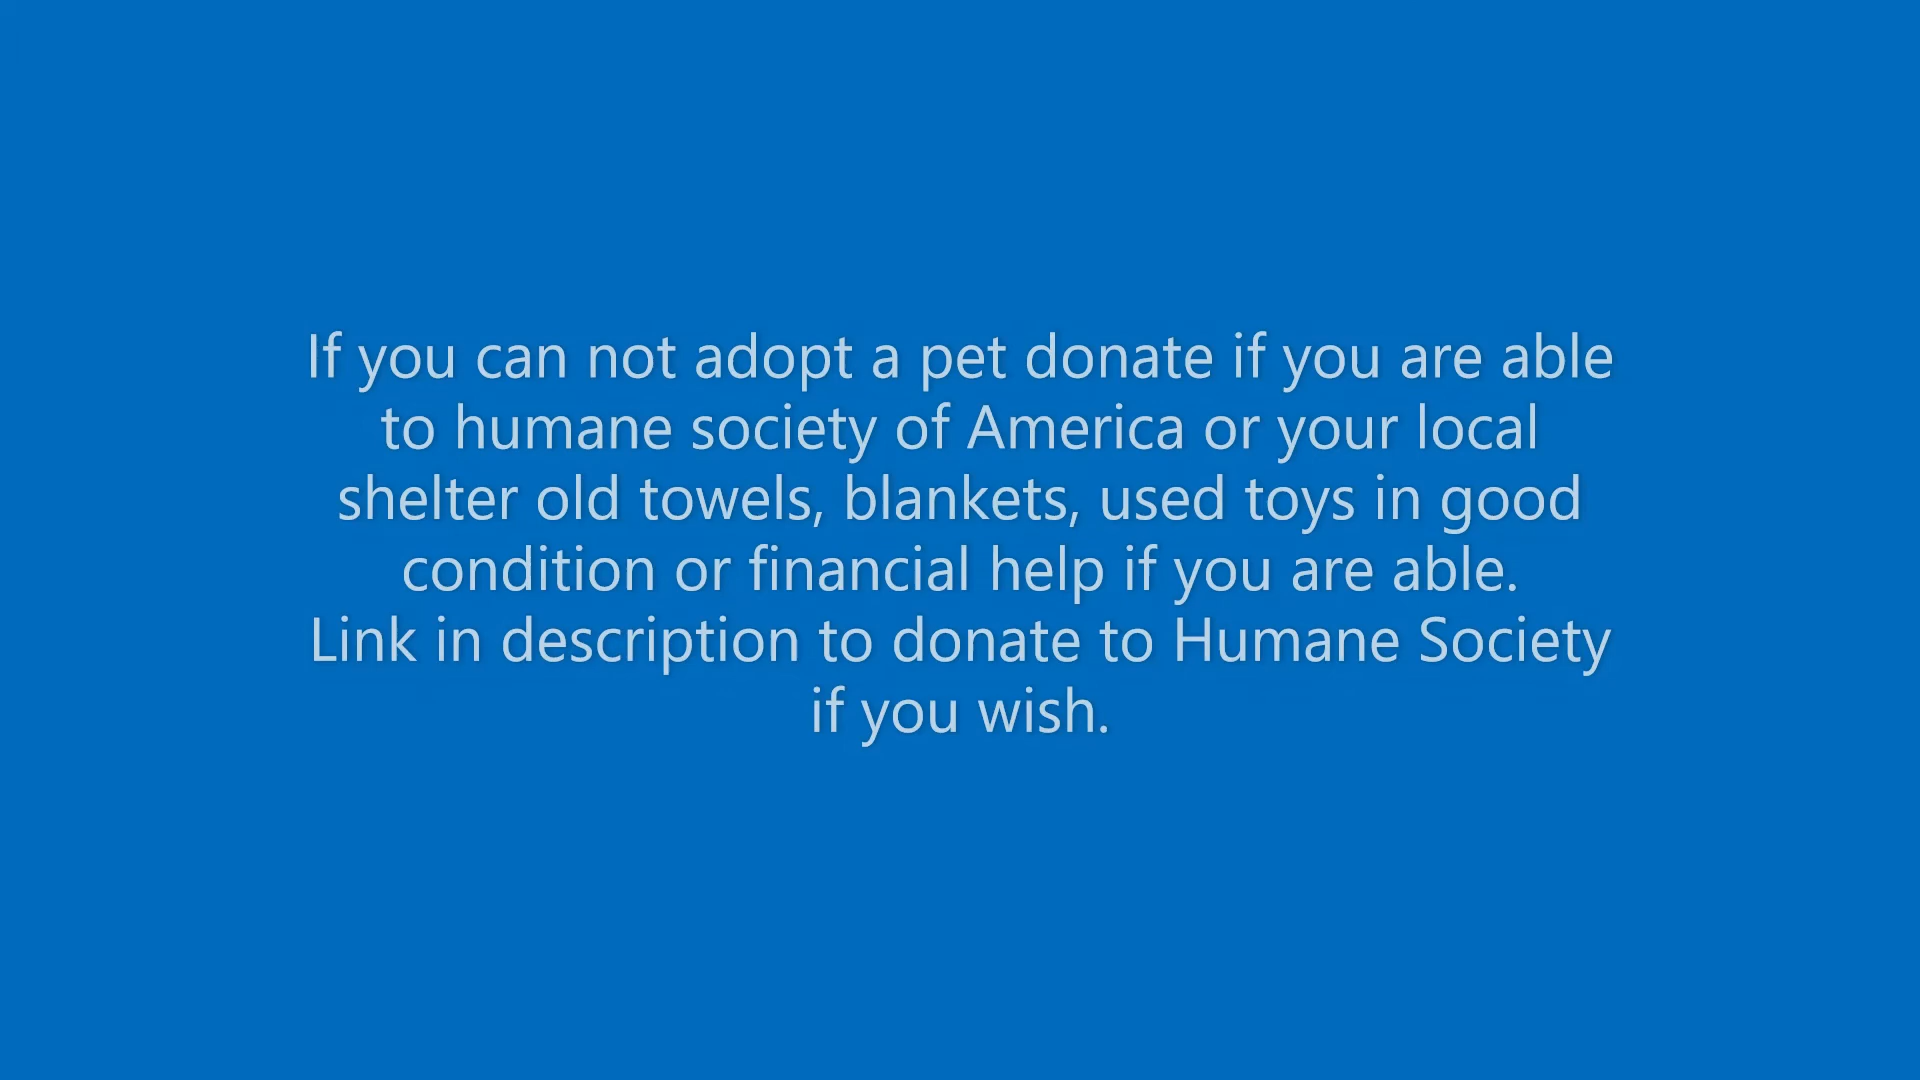 If you can not adopt a pet donate if you are able
to humane society of America or your local
shelter old towels, blankets, used toys in good
condition or financial help if you are able.
Link in description to donate to Humane Society
if you wish.